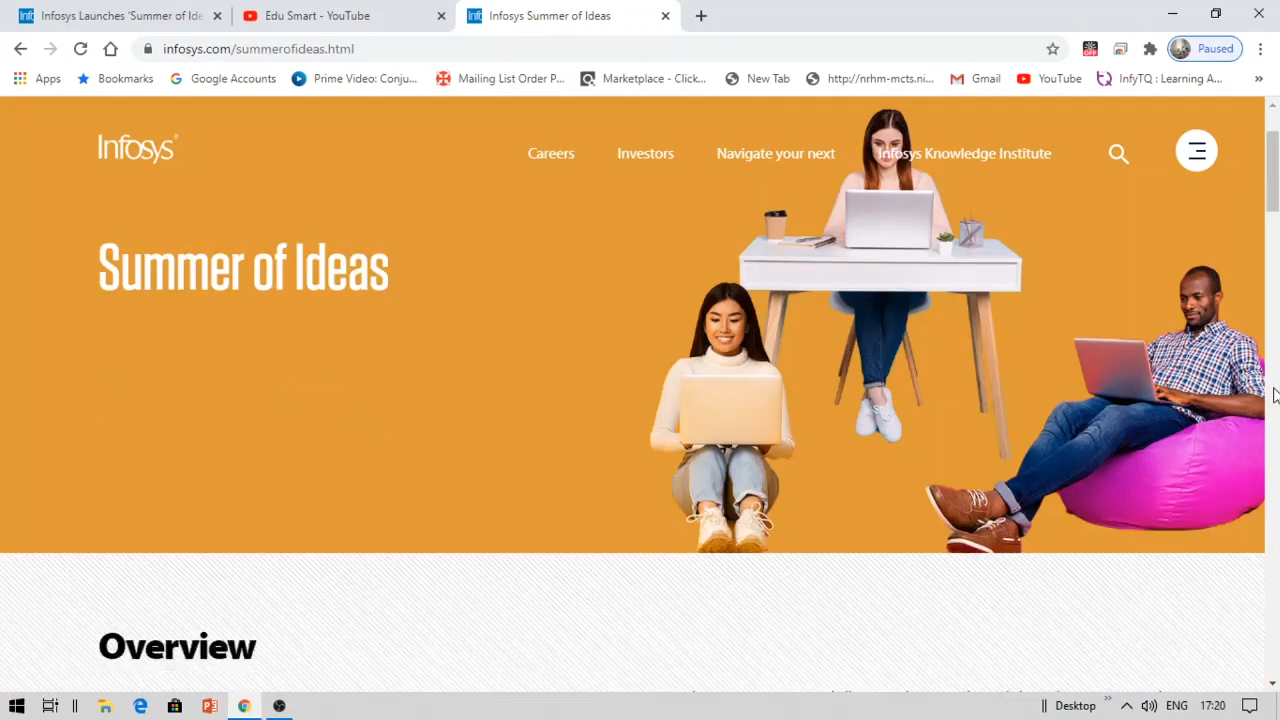 Infosys Launches 'Summer of Ide
Edu Smart - YouTube
Infosys Summer of Ideas
infosys.com/summerofideas.html
OFF
Paused
Apps
Bookmarks
Google Accounts
Prime Video: Conju...
Mailing List Order P...
Marketplace - Click...
New Tab
http://nrhm-mcts.ni...
Gmail
YouTube
InfyTQ : Learning A...
»
Infosys®
Careers
Investors
Navigate your next
Infosys Knowledge Institute
Summer of Ideas
Overview
Desktop
»
ENG
17:20